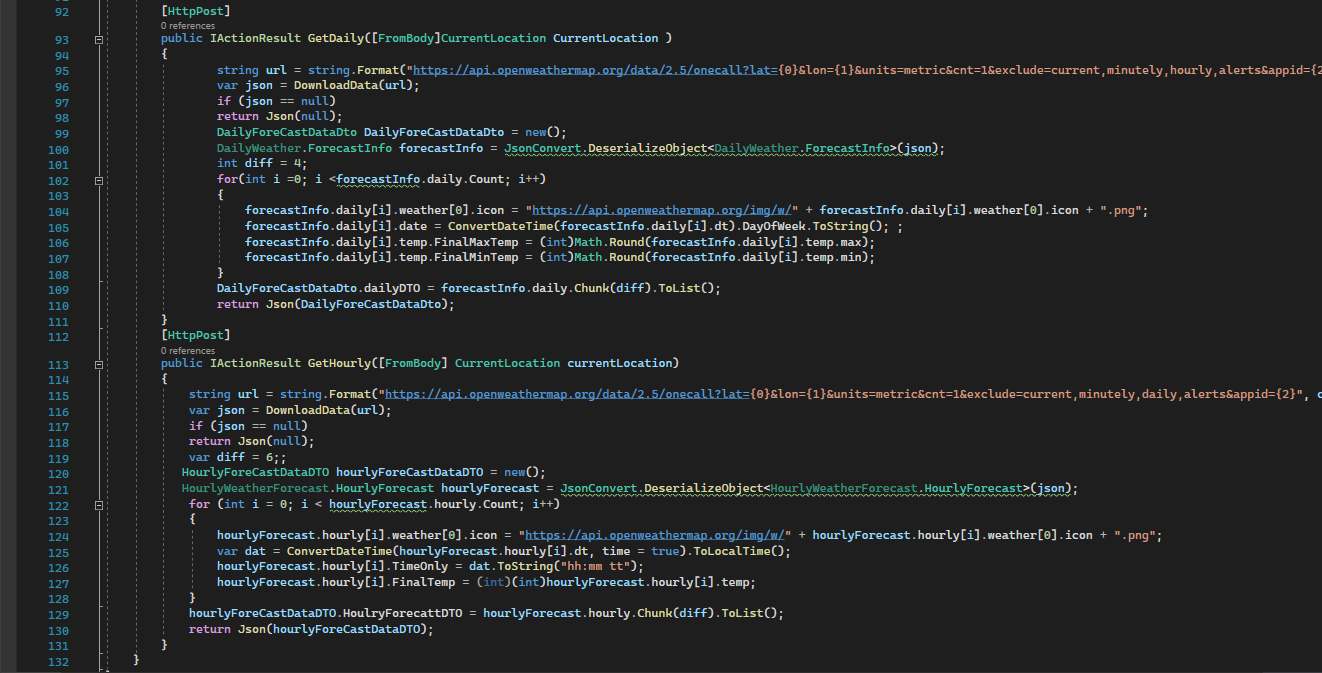 92 [HttpPost]
0 references
93 public IActionResult GetDaily([FromBody]CurrentLocation CurrentLocation )
94 {
95 string url = string.Format("https://api.openweathermap.org/data/2.5/onecall?lat={0}&lon={1}&units=metric&cnt=1&exclude=current,minutely,hourly,alerts&appid={2
96 var json = DownloadData(url);
97 if (json == null)
98 return Json(null);
99 DailyForeCastDataDto DailyForeCastDataDto = new();
100 DailyWeather.ForecastInfo forecastInfo = JsonConvert.DeserializeObject<DailyWeather.ForecastInfo>(json);
101 int diff = 4;
102 for(int i =0; i <forecastInfo.daily.Count; i++)
103 {
104 forecastInfo.daily[i].weather[0].icon = "https://api.openweathermap.org/img/w/" + forecastInfo.daily[i].weather[0].icon + ".png";
105 forecastInfo.daily[i].date = ConvertDateTime(forecastInfo.daily[i].dt).DayOfWeek.ToString(); ;
106 forecastInfo.daily[i].temp.FinalMaxTemp = (int)Math.Round(forecastInfo.daily[i].temp.max);
107 forecastInfo.daily[i].temp.FinalMinTemp = (int)Math.Round(forecastInfo.daily[i].temp.min);
108 }
109 DailyForeCastDataDto.dailyDTO = forecastInfo.daily.Chunk(diff).ToList();
110 return Json(DailyForeCastDataDto);
111 }
112 [HttpPost]
0 references
113 public IActionResult GetHourly([FromBody] CurrentLocation currentLocation)
114 {
115 string url = string.Format("https://api.openweathermap.org/data/2.5/onecall?lat={0}&lon={1}&units=metric&cnt=1&exclude=current,minutely,daily,alerts&appid={2}", c
116 var json = DownloadData(url);
117 if (json == null)
118 return Json(null);
119 var diff = 6;;
120 HourlyForeCastDataDTO hourlyForeCastDataDTO = new();
121 HourlyWeatherForecast.HourlyForecast hourlyForecast = JsonConvert.DeserializeObject<HourlyWeatherForecast.HourlyForecast>(json);
122 for (int i = 0; i < hourlyForecast.hourly.Count; i++)
123 {
124 hourlyForecast.hourly[i].weather[0].icon = "https://api.openweathermap.org/img/w/" + hourlyForecast.hourly[i].weather[0].icon + ".png";
125 var dat = ConvertDateTime(hourlyForecast.hourly[i].dt, time = true).ToLocalTime();
126 hourlyForecast.hourly[i].TimeOnly = dat.ToString("hh:mm tt");
127 hourlyForecast.hourly[i].FinalTemp = (int)(int)hourlyForecast.hourly[i].temp;
128 }
129 hourlyForeCastDataDTO.HoulryForecattDTO = hourlyForecast.hourly.Chunk(diff).ToList();
130 return Json(hourlyForeCastDataDTO);
131 }
132 }